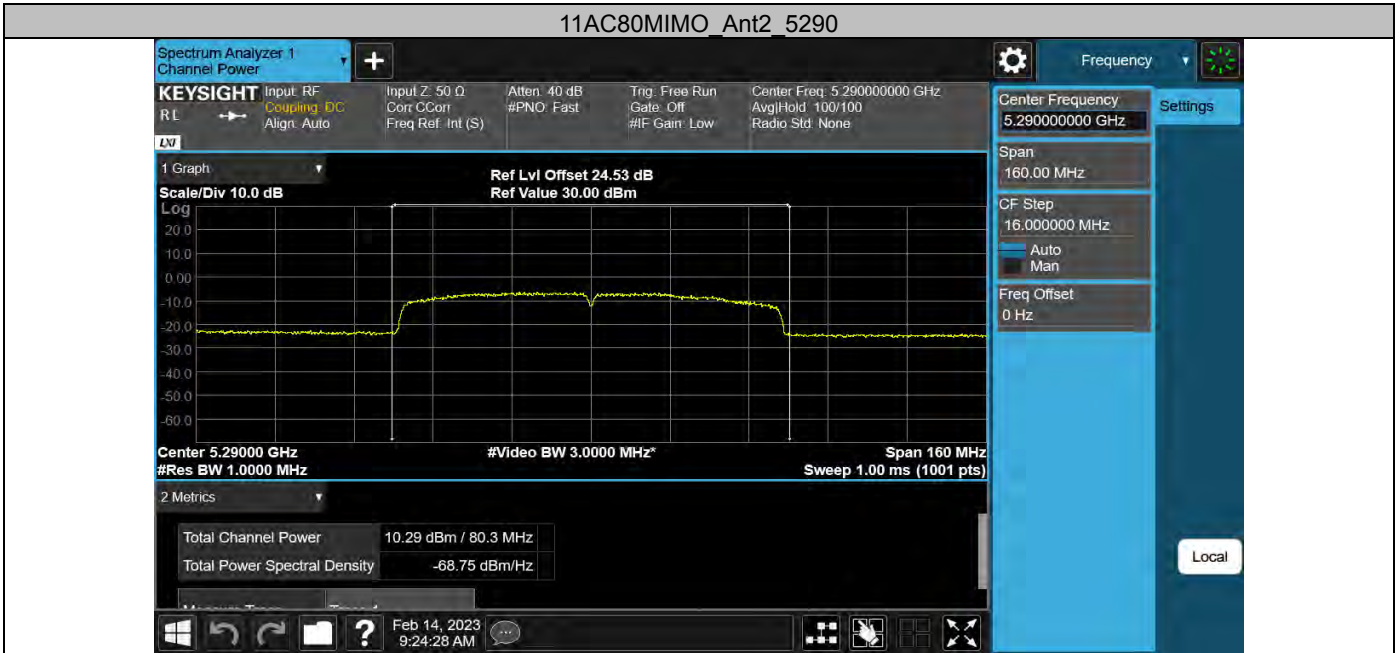 11AC80MIMO_Ant2_5290
Spectrum Analyzer 1
Channel Power
Frequency
KEYSIGHT
RL
LXI
Input: RF
Coupling: DC
Align: Auto
Input Z: 50 Ω
Corr CCorr
Freq Ref: Int (S)
Atten: 40 dB
#PNO: Fast
Trig: Free Run
Gate: Off
#IF Gain: Low
Center Freq: 5.290000000 GHz
Avg|Hold: 100/100
Radio Std: None
Center Frequency
5.290000000 GHz
Settings
Span
160.00 MHz
CF Step
16.000000 MHz
Auto
Man
Freq Offset
0 Hz
1 Graph
Scale/Div 10.0 dB
Ref Lvl Offset 24.53 dB
Ref Value 30.00 dBm
Log
20.0
10.0
0.00
-10.0
-20.0
-30.0
-40.0
-50.0
-60.0
Center 5.29000 GHz
#Res BW 1.0000 MHz
#Video BW 3.0000 MHz*
Span 160 MHz
Sweep 1.00 ms (1001 pts)
2 Metrics
Total Channel Power 10.29 dBm / 80.3 MHz
Total Power Spectral Density -68.75 dBm/Hz
Local
?
Feb 14, 2023
9:24:28 AM